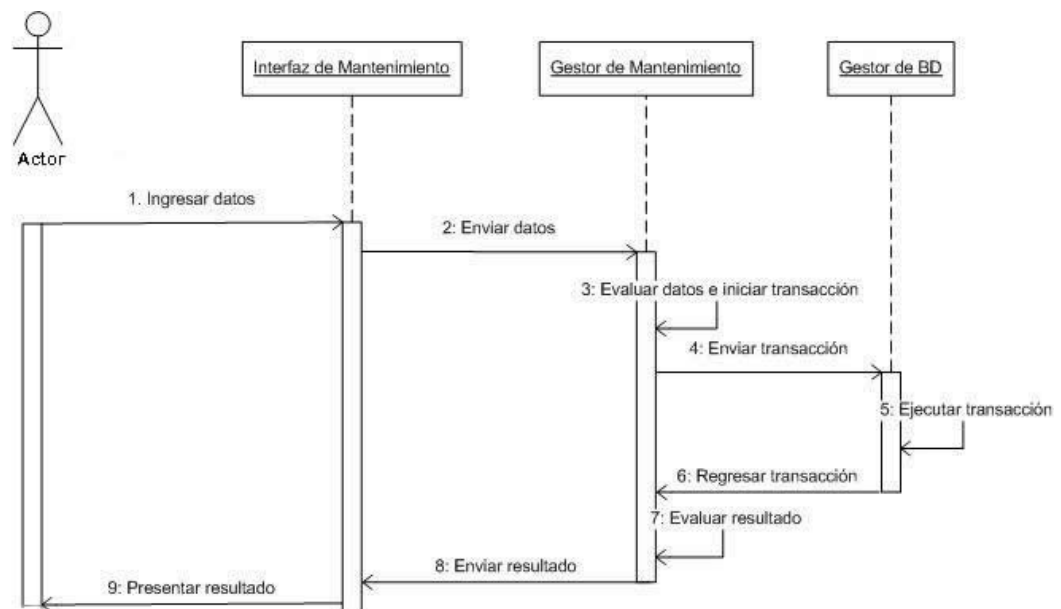 Interfaz de Mantenimiento
Gestor de Mantenimiento
Gestor de BD
Actor
1. Ingresar datos
2: Enviar datos
3: Evaluar datos e iniciar transacción
4: Enviar transacción
5: Ejecutar transacción
6: Regresar transacción
7: Evaluar resultado
8: Enviar resultado
9: Presentar resultado